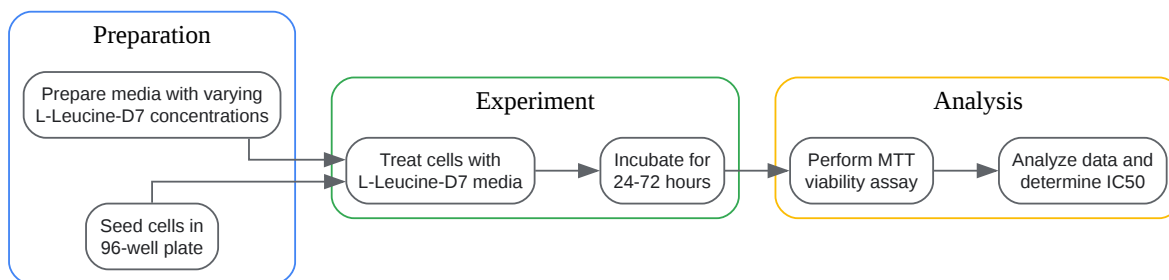 Preparation
Prepare media with varying
L-Leucine-D7 concentrations
Seed cells in
96-well plate
Experiment
Treat cells with
L-Leucine-D7 media
Incubate for
24-72 hours
Analysis
Perform MTT
viability assay
Analyze data and
determine IC50